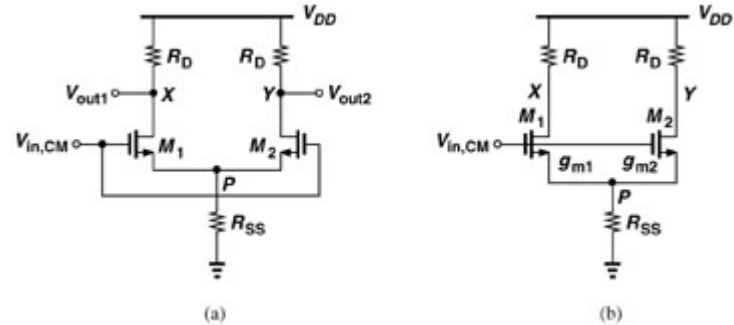 V_DD
R_D
R_D
V_out1
X
Y
V_out2
V_in,CM
M_1
M_2
P
R_SS
(a)
V_DD
R_D
R_D
X
Y
M_1
M_2
V_in,CM
g_m1
g_m2
P
R_SS
(b)